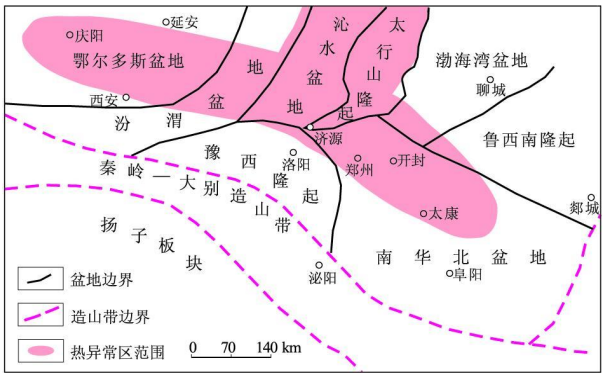 延安
庆阳
鄂尔多斯盆地
沁水盆地
太行山隆起
渤海湾盆地
聊城
西安
汾渭地盆
济源
鲁西南隆起
豫西隆起
洛阳
郑州
开封
秦岭—大别造山带
太康
郯城
扬子板块
泌阳
南华北盆地
阜阳
盆地边界
造山带边界
热异常区范围
0 70 140 km